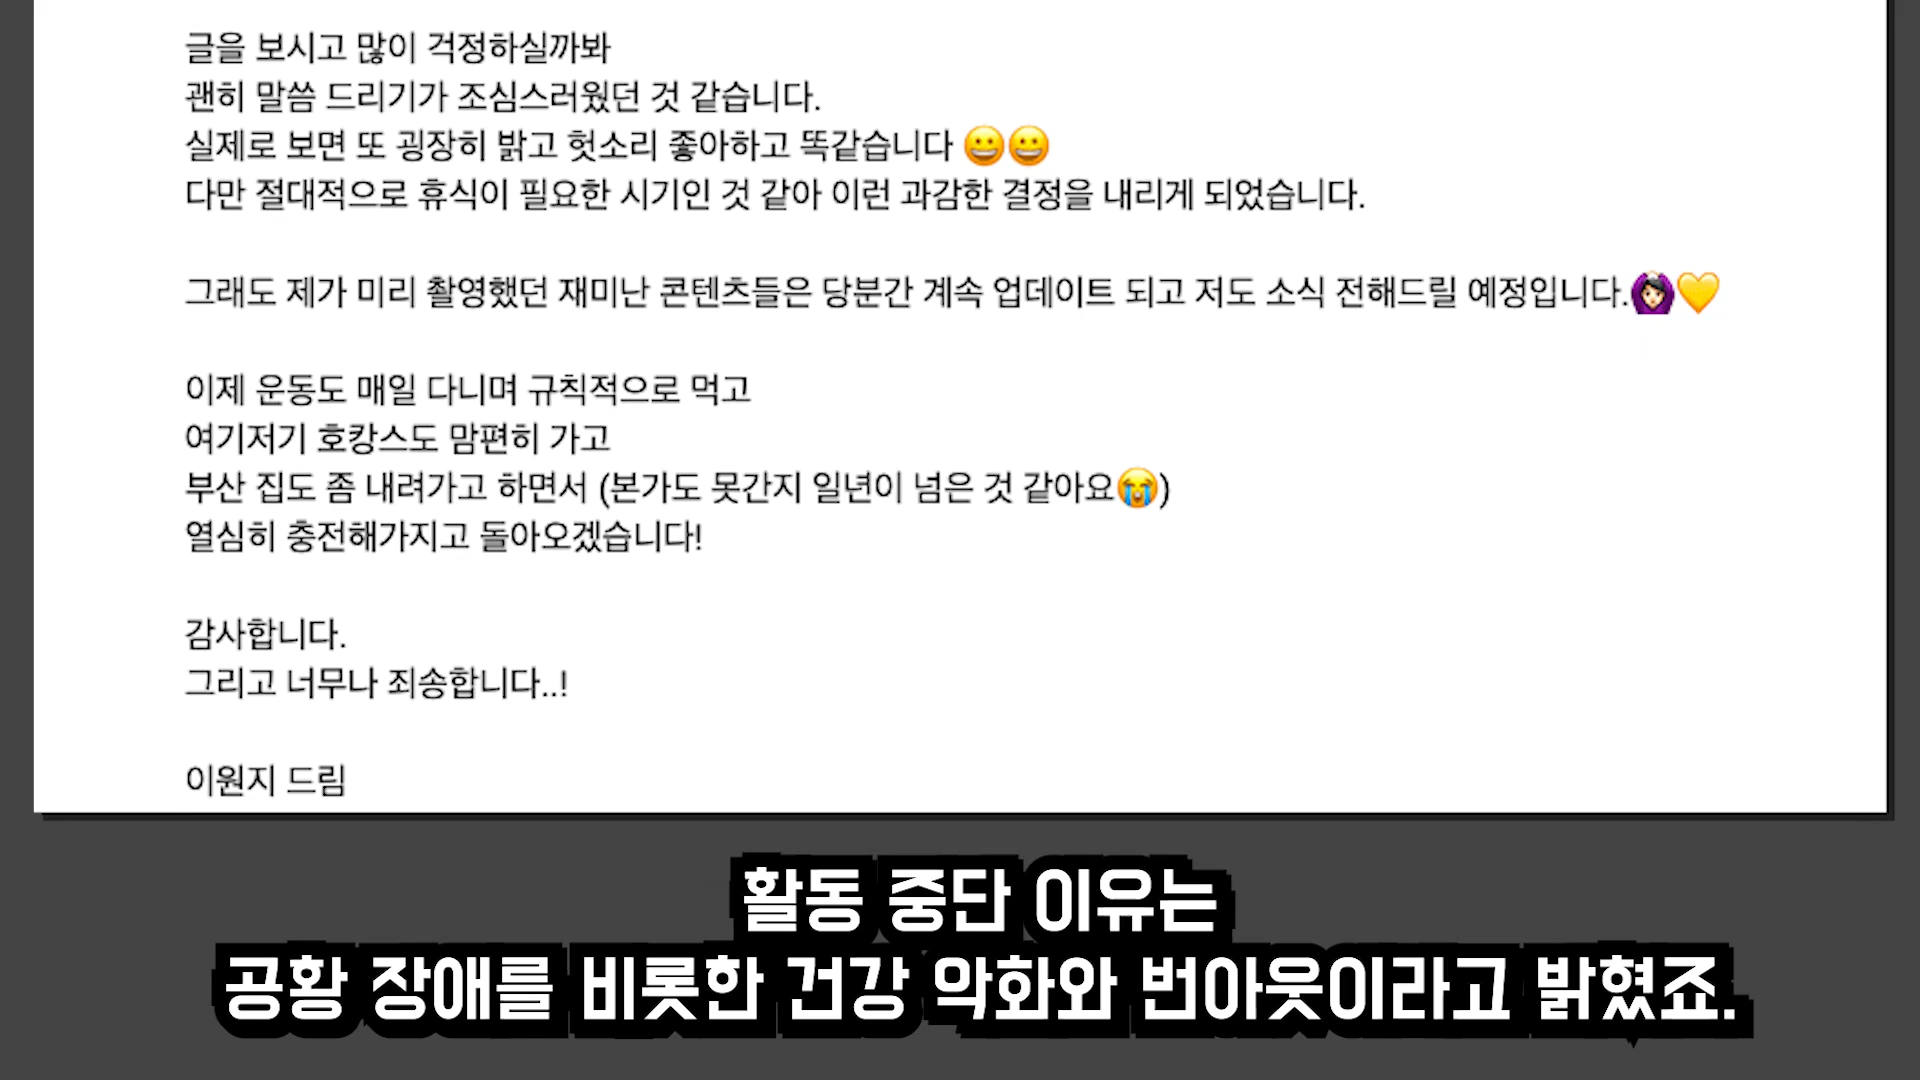 글을 보시고 많이 걱정하실까봐
괜히 말씀 드리기가 조심스러웠던 것 같습니다.
실제로 보면 또 굉장히 밝고 헛소리 좋아하고 똑같습니다 😀😀
다만 절대적으로 휴식이 필요한 시기인 것 같아 이런 과감한 결정을 내리게 되었습니다.
그래도 제가 미리 촬영했던 재미난 콘텐츠들은 당분간 계속 업데이트 되고 저도 소식 전해드릴 예정입니다.🙆🏻‍♀️💛
이제 운동도 매일 다니며 규칙적으로 먹고
여기저기 호캉스도 맘편히 가고
부산 집도 좀 내려가고 하면서 (본가도 못간지 일년이 넘은 것 같아요😭)
열심히 충전해가지고 돌아오겠습니다!
감사합니다.
그리고 너무나 죄송합니다..!
이원지 드림
활동 중단 이유는
공황 장애를 비롯한 건강 악화와 번아웃이라고 밝혔죠.